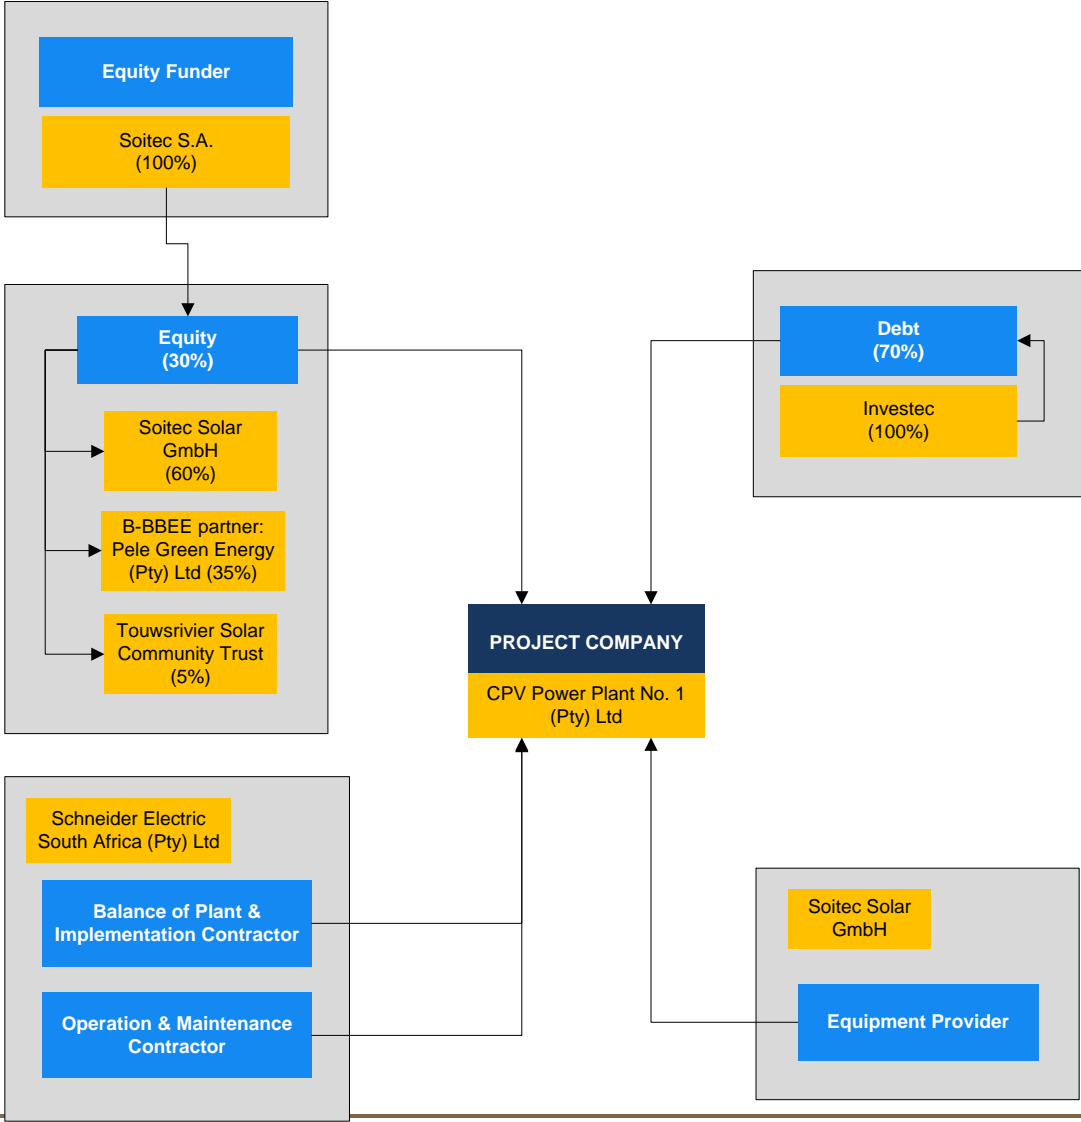 Equity Funder
Soitec S.A.
(100%)
Equity
(30%)
Soitec Solar
GmbH
(60%)
B-BBEE partner:
Pele Green Energy
(Pty) Ltd (35%)
Touwsrivier Solar
Community Trust
(5%)
Debt
(70%)
Investec
(100%)
PROJECT COMPANY
CPV Power Plant No. 1
(Pty) Ltd
Schneider Electric
South Africa (Pty) Ltd
Balance of Plant &
Implementation Contractor
Operation & Maintenance
Contractor
Soitec Solar
GmbH
Equipment Provider